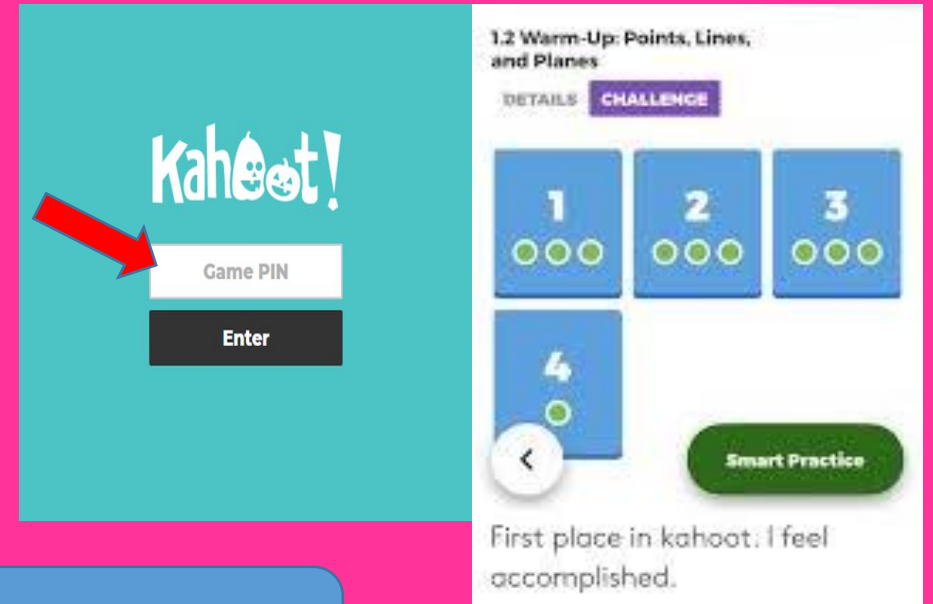 Kahoot!
Game PIN
Enter
1.2 Warm-Up: Points, Lines,
and Planes
DETAILS CHALLENGE
1 2 3
4
Smart Practice
First place in kahoot. I feel
accomplished.